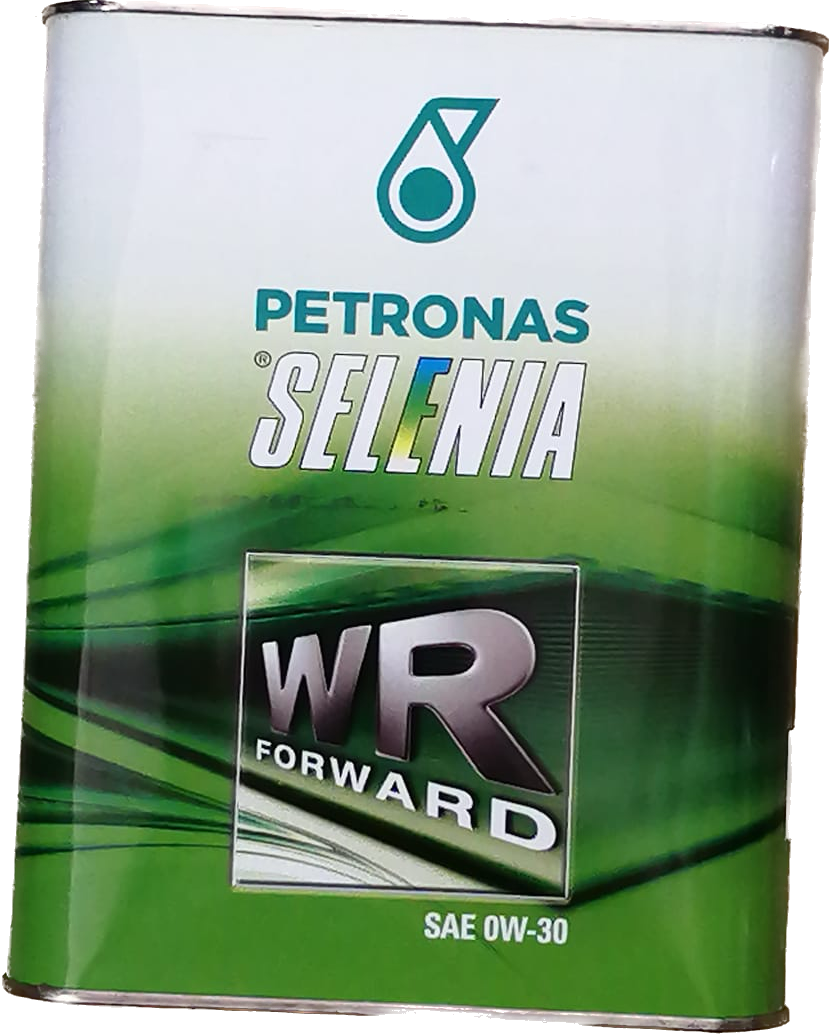 PETRONAS
®SELENIA
WR
FORWARD
SAE 0W-30